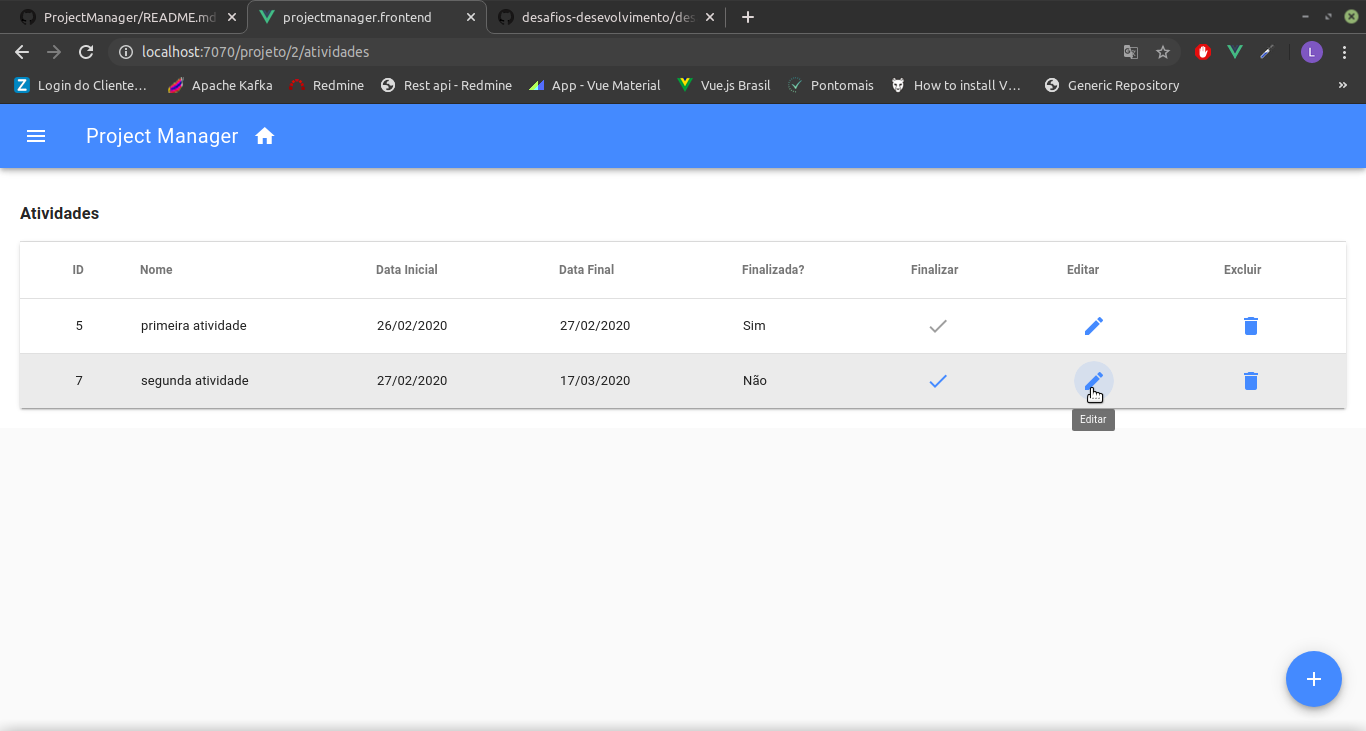 ProjectManager/README.md
projectmanager.frontend
desafios-desevolvimento/des
localhost:7070/projeto/2/atividades
L
Login do Cliente…
Apache Kafka
Redmine
Rest api - Redmine
App - Vue Material
Vue.js Brasil
Pontomais
How to install V…
Generic Repository
»
Project Manager
Atividades
ID Nome Data Inicial Data Final Finalizada? Finalizar Editar Excluir
5 primeira atividade 26/02/2020 27/02/2020 Sim
7 segunda atividade 27/02/2020 17/03/2020 Não
Editar